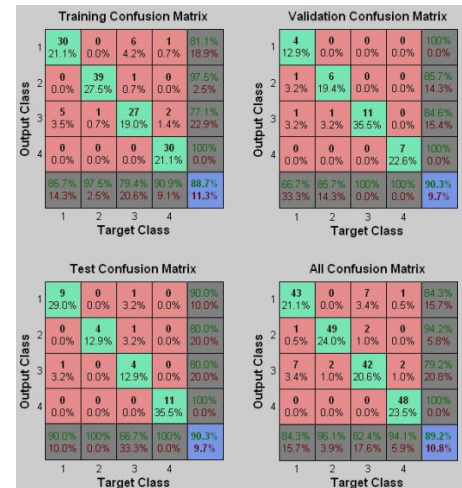 Training Confusion Matrix
Output Class
1
30 0 6 1 81.1%
21.1% 0.0% 4.2% 0.7% 18.9%
2
0 39 1 0 97.5%
0.0% 27.5% 0.7% 0.0% 2.5%
3
5 1 27 2 77.1%
3.5% 0.7% 19.0% 1.4% 22.9%
4
0 0 0 30 100%
0.0% 0.0% 0.0% 21.1% 0.0%
85.7% 97.5% 79.4% 90.9% 88.7%
14.3% 2.5% 20.6% 9.1% 11.3%
1 2 3 4
Target Class
Validation Confusion Matrix
Output Class
1
4 0 0 0 100%
12.9% 0.0% 0.0% 0.0% 0.0%
2
1 6 0 0 85.7%
3.2% 19.4% 0.0% 0.0% 14.3%
3
1 1 11 0 84.6%
3.2% 3.2% 35.5% 0.0% 15.4%
4
0 0 0 7 100%
0.0% 0.0% 0.0% 22.6% 0.0%
66.7% 85.7% 100% 100% 90.3%
33.3% 14.3% 0.0% 0.0% 9.7%
1 2 3 4
Target Class
Test Confusion Matrix
Output Class
1
9 0 1 0 90.0%
29.0% 0.0% 3.2% 0.0% 10.0%
2
0 4 1 0 80.0%
0.0% 12.9% 3.2% 0.0% 20.0%
3
1 0 4 0 80.0%
3.2% 0.0% 12.9% 0.0% 20.0%
4
0 0 0 11 100%
0.0% 0.0% 0.0% 35.5% 0.0%
90.0% 100% 66.7% 100% 90.3%
10.0% 0.0% 33.3% 0.0% 9.7%
1 2 3 4
Target Class
All Confusion Matrix
Output Class
1
43 0 7 1 84.3%
21.1% 0.0% 3.4% 0.5% 15.7%
2
1 49 2 0 94.2%
0.5% 24.0% 1.0% 0.0% 5.8%
3
7 2 42 2 79.2%
3.4% 1.0% 20.6% 1.0% 20.8%
4
0 0 0 48 100%
0.0% 0.0% 0.0% 23.5% 0.0%
84.3% 96.1% 82.4% 94.1% 89.2%
15.7% 3.9% 17.6% 5.9% 10.8%
1 2 3 4
Target Class